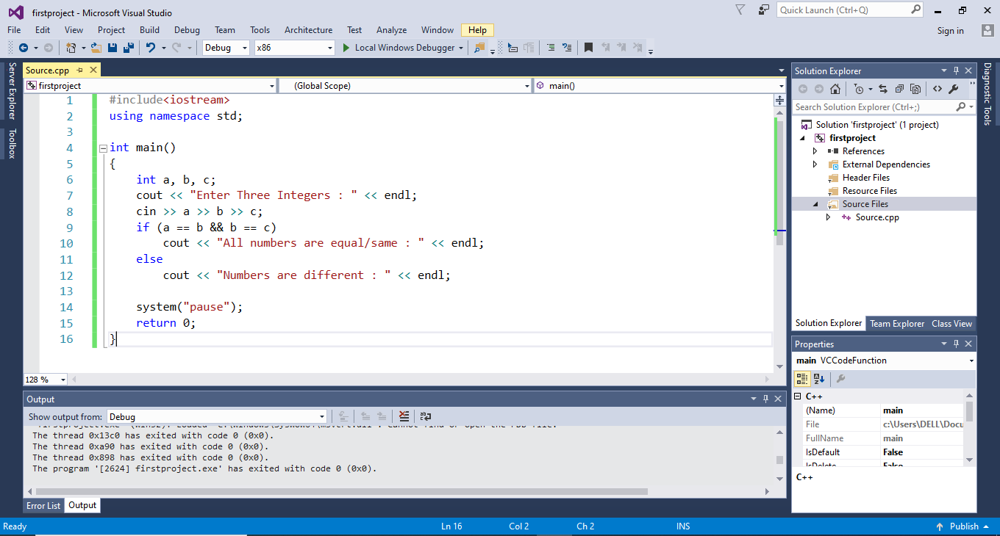 firstproject - Microsoft Visual Studio
Quick Launch (Ctrl+Q)
File Edit View Project Build Debug Team Tools Architecture Test Analyze Window Help
Sign in
Debug x86 Local Windows Debugger
Server Explorer
Toolbox
Source.cpp
firstproject (Global Scope) main()
1 #include<iostream>
2 using namespace std;
3
4 int main()
5 {
6 int a, b, c;
7 cout << "Enter Three Integers : " << endl;
8 cin >> a >> b >> c;
9 if (a == b && b == c)
10 cout << "All numbers are equal/same : " << endl;
11 else
12 cout << "Numbers are different : " << endl;
13
14 system("pause");
15 return 0;
16 }
128 %
Output
Show output from: Debug
The thread 0x13c0 has exited with code 0 (0x0).
The thread 0xa90 has exited with code 0 (0x0).
The thread 0x898 has exited with code 0 (0x0).
The program '[2624] firstproject.exe' has exited with code 0 (0x0).
Error List Output
Solution Explorer
Search Solution Explorer (Ctrl+;)
Solution 'firstproject' (1 project)
firstproject
References
External Dependencies
Header Files
Resource Files
Source Files
Source.cpp
Solution Explorer Team Explorer Class View
Properties
main VCCodeFunction
C++
(Name) main
File c:\Users\DELL\Docu
FullName main
IsDefault False
IsDelete False
C++
Diagnostic Tools
Ready Ln 16 Col 2 Ch 2 INS Publish